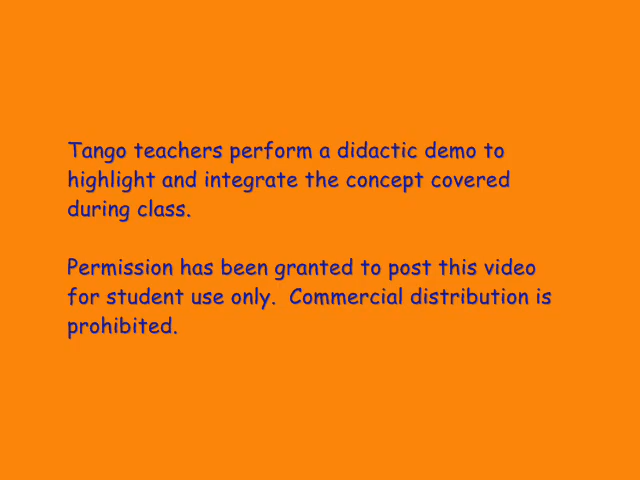 Tango teachers perform a didactic demo to
highlight and integrate the concept covered
during class.
Permission has been granted to post this video
for student use only.  Commercial distribution is
prohibited.